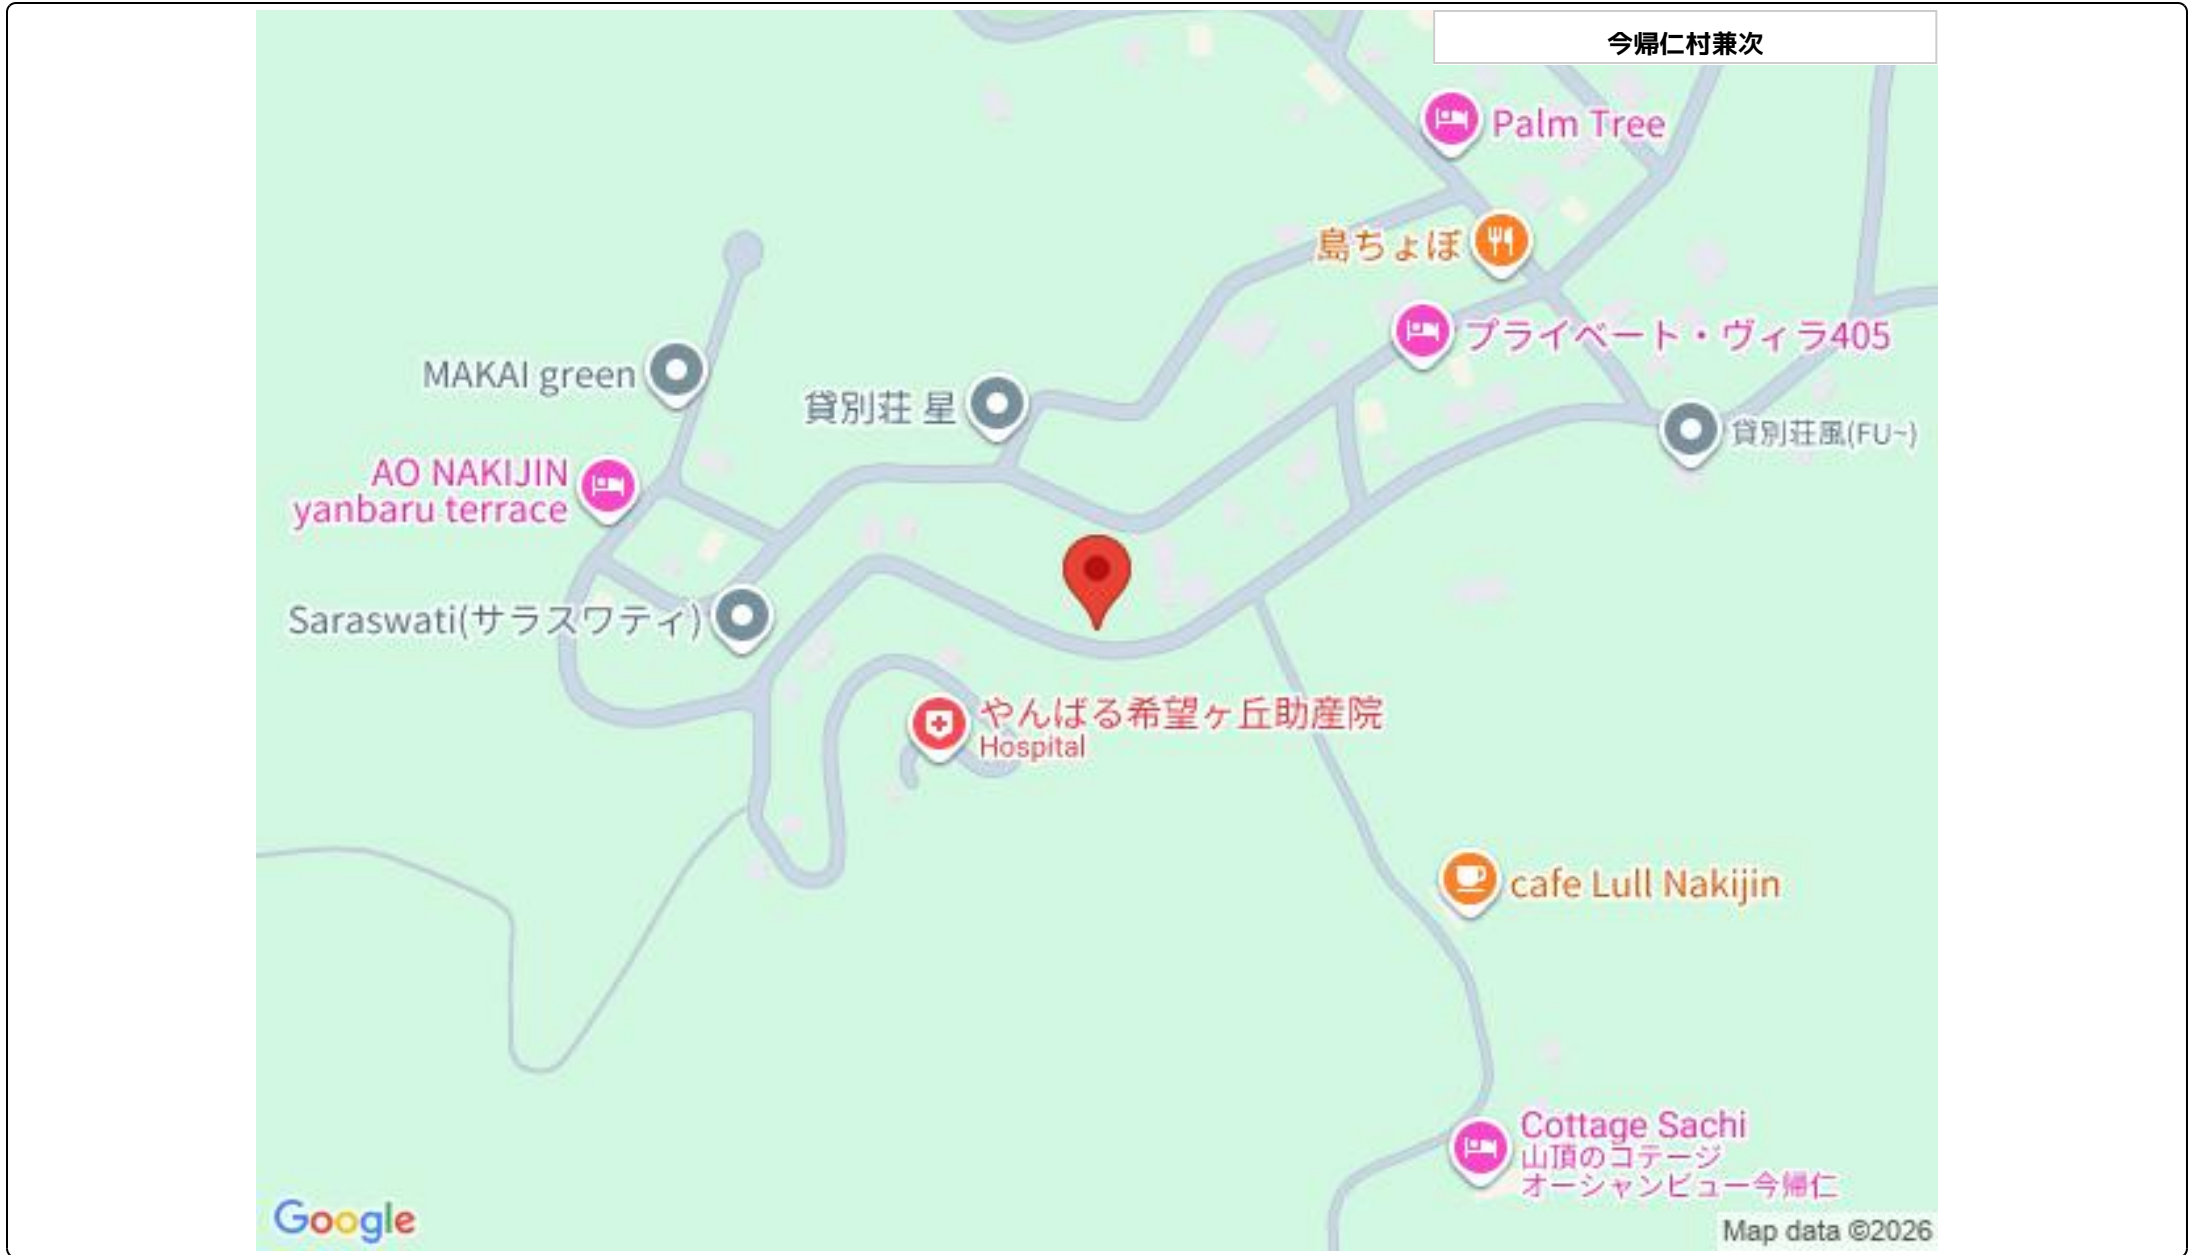 今帰仁村兼次
Palm Tree
島ちょぼ
プライベート・ヴィラ405
MAKAI green
貸別荘 星
貸別荘風(FU~)
AO NAKIJIN
yanbaru terrace
Saraswati(サラスワティ)
やんばる希望ヶ丘助産院
Hospital
cafe Lull Nakijin
Cottage Sachi
山頂のコテージ
オーシャンビュー今帰仁
Google
Map data ©2026